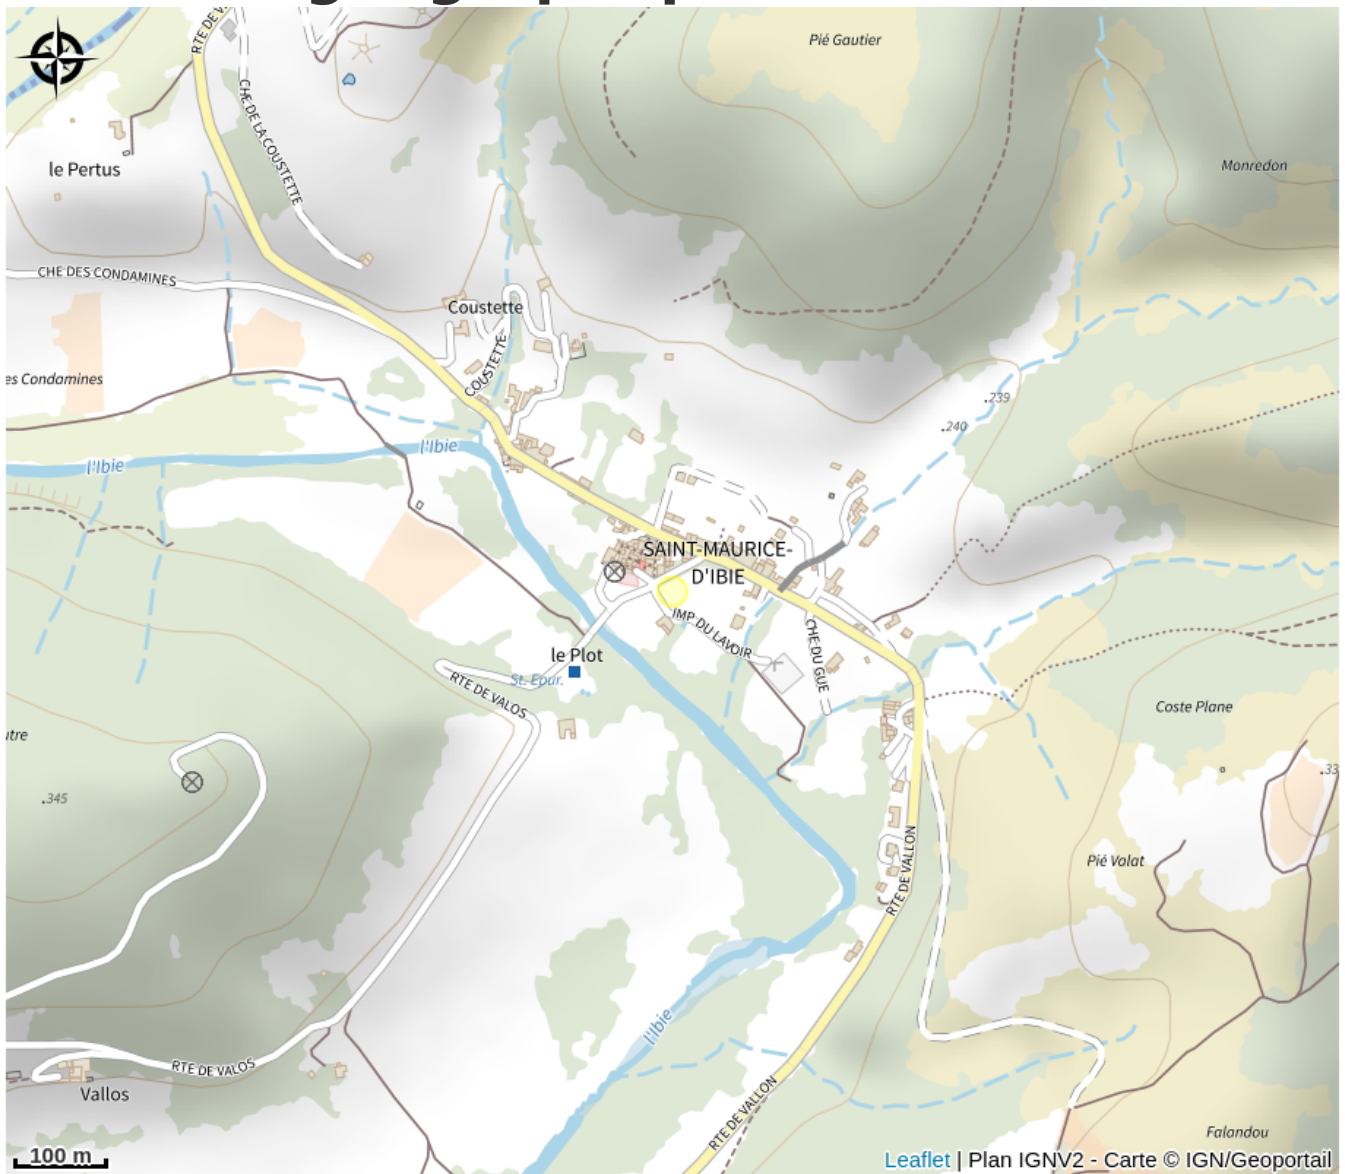 Pié Gautier
RTE DE V
CHE DE LA COUSTETTE
le Pertus
Monredon
CHE DES CONDAMINES
Coustette
COUSTETTE
es Condamines
.239
.240
l'Ibie
l'Ibie
SAINT-MAURICE-
D'IBIE
IMP DU LAVOIR
CHE DU GUE
le Plot
St. Epur.
RTE DE VALOS
Coste Plane
utre
.345
.33
RTE DE VALLON
Pié Volat
l'Ibie
RTE DE VALOS
Vallos
RTE DE VALLON
Falandou
100 m
Leaflet | Plan IGNV2 - Carte © IGN/Geoportail